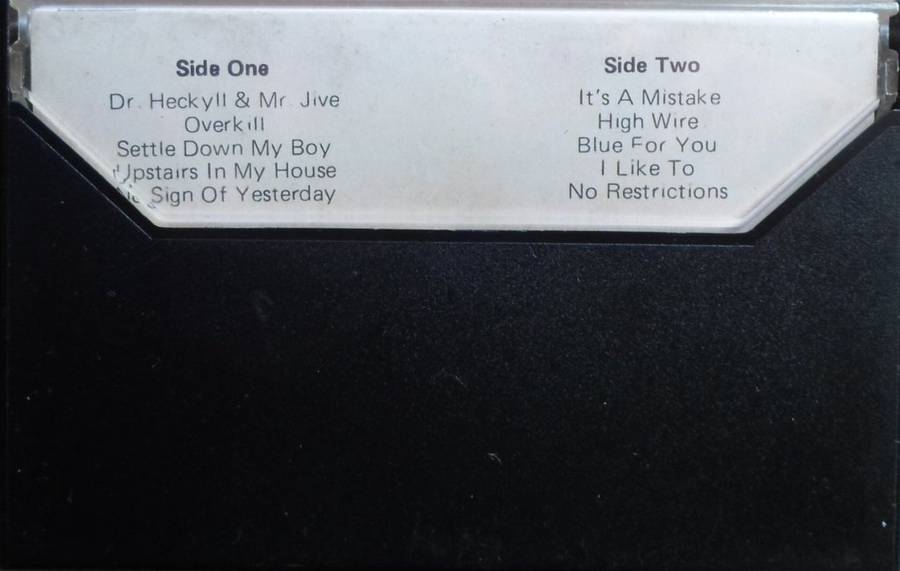 Side One
Dr. Heckyll & Mr. Jive
Overkill
Settle Down My Boy
Upstairs In My House
Sign Of Yesterday
Side Two
It's A Mistake
High Wire
Blue For You
I Like To
No Restrictions